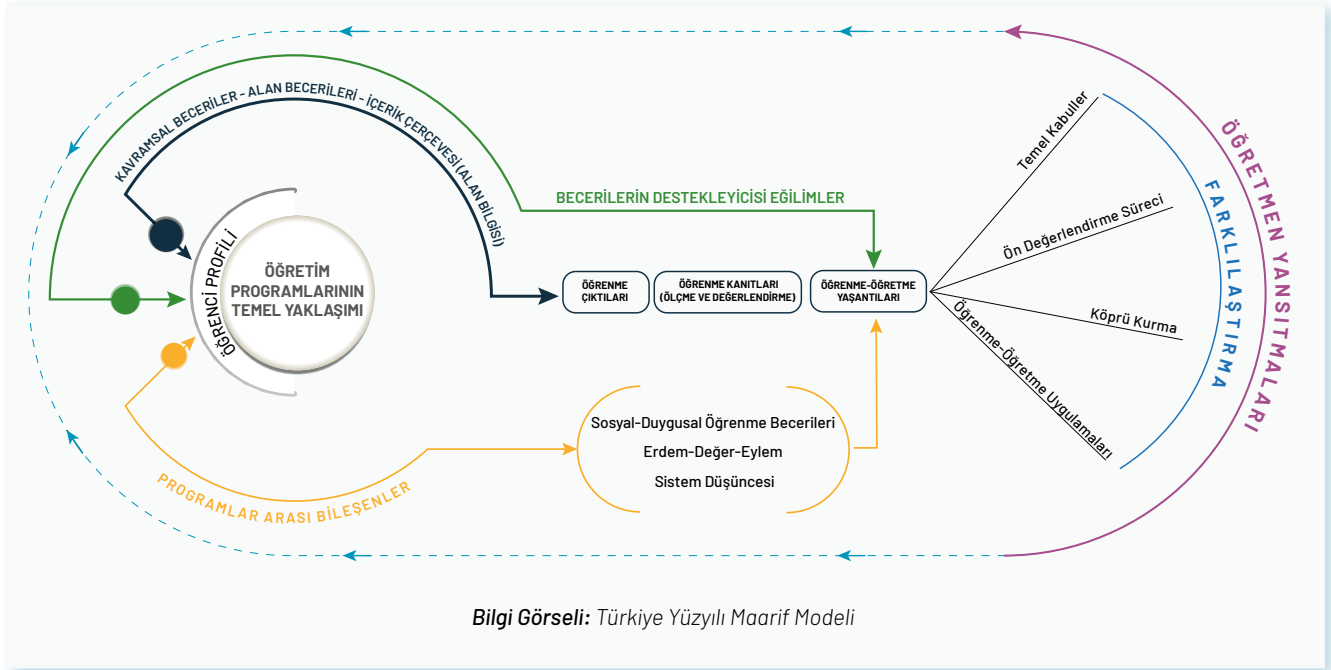 KAVRAMSAL BECERİLER - ALAN BECERİLERİ - İÇERİK ÇERÇEVESİ (ALAN BİLGİSİ)
BECERİLERİN DESTEKLEYİCİSİ EĞİLİMLER
ÖĞRENCİ PROFİLİ
ÖĞRETİM
PROGRAMLARININ
TEMEL YAKLAŞIMI
ÖĞRENME
ÇIKTILARI
ÖĞRENME KANITLARI
(ÖLÇME VE DEĞERLENDİRME)
ÖĞRENME-ÖĞRETME
YAŞANTILARI
Temel Kabuller
Ön Değerlendirme Süreci
Köprü Kurma
Öğrenme-Öğretme Uygulamaları
FARKLILAŞTIRMA
ÖĞRETMEN YANSITMALARI
PROGRAMLAR ARASI BİLEŞENLER
Sosyal-Duygusal Öğrenme Becerileri
Erdem-Değer-Eylem
Sistem Düşüncesi
Bilgi Görseli: Türkiye Yüzyılı Maarif Modeli